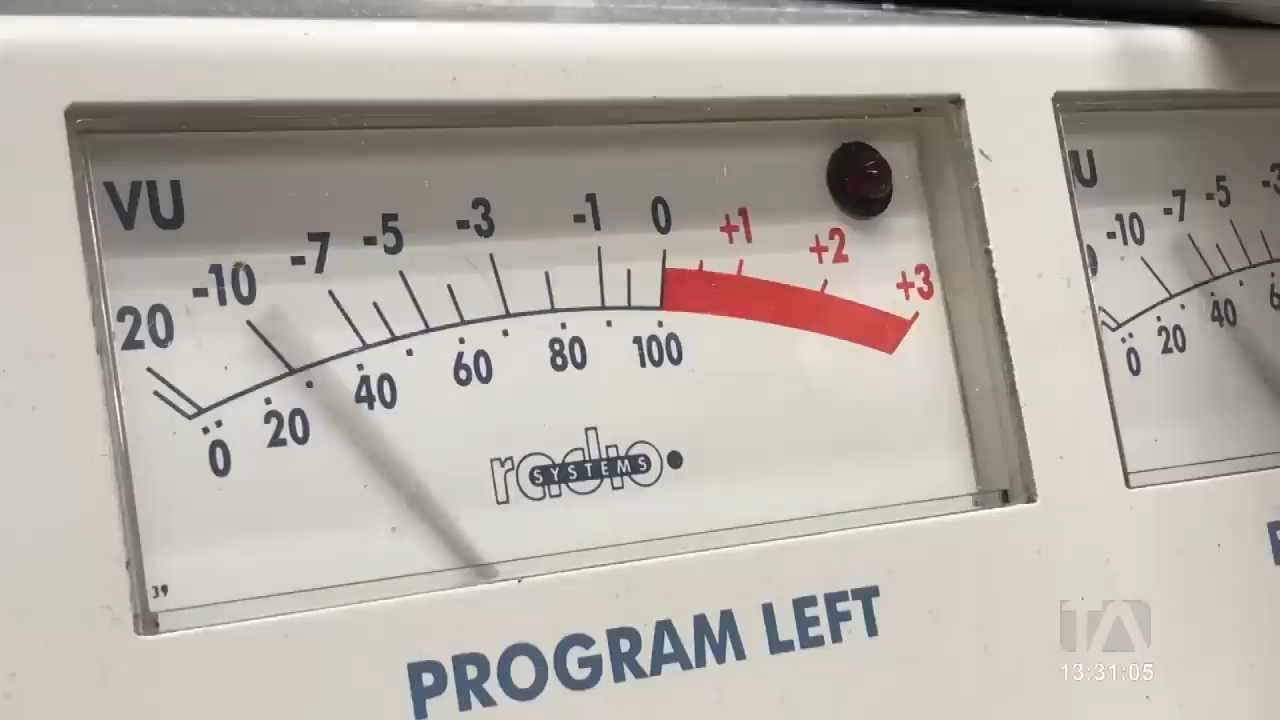 VU
20 -10 -7 -5 -3 -1 0 +1 +2 +3
0 20 40 60 80 100
radio SYSTEMS
39
PROGRAM LEFT
U
-10 -7 -5
0 20 40
TA
13:31:05